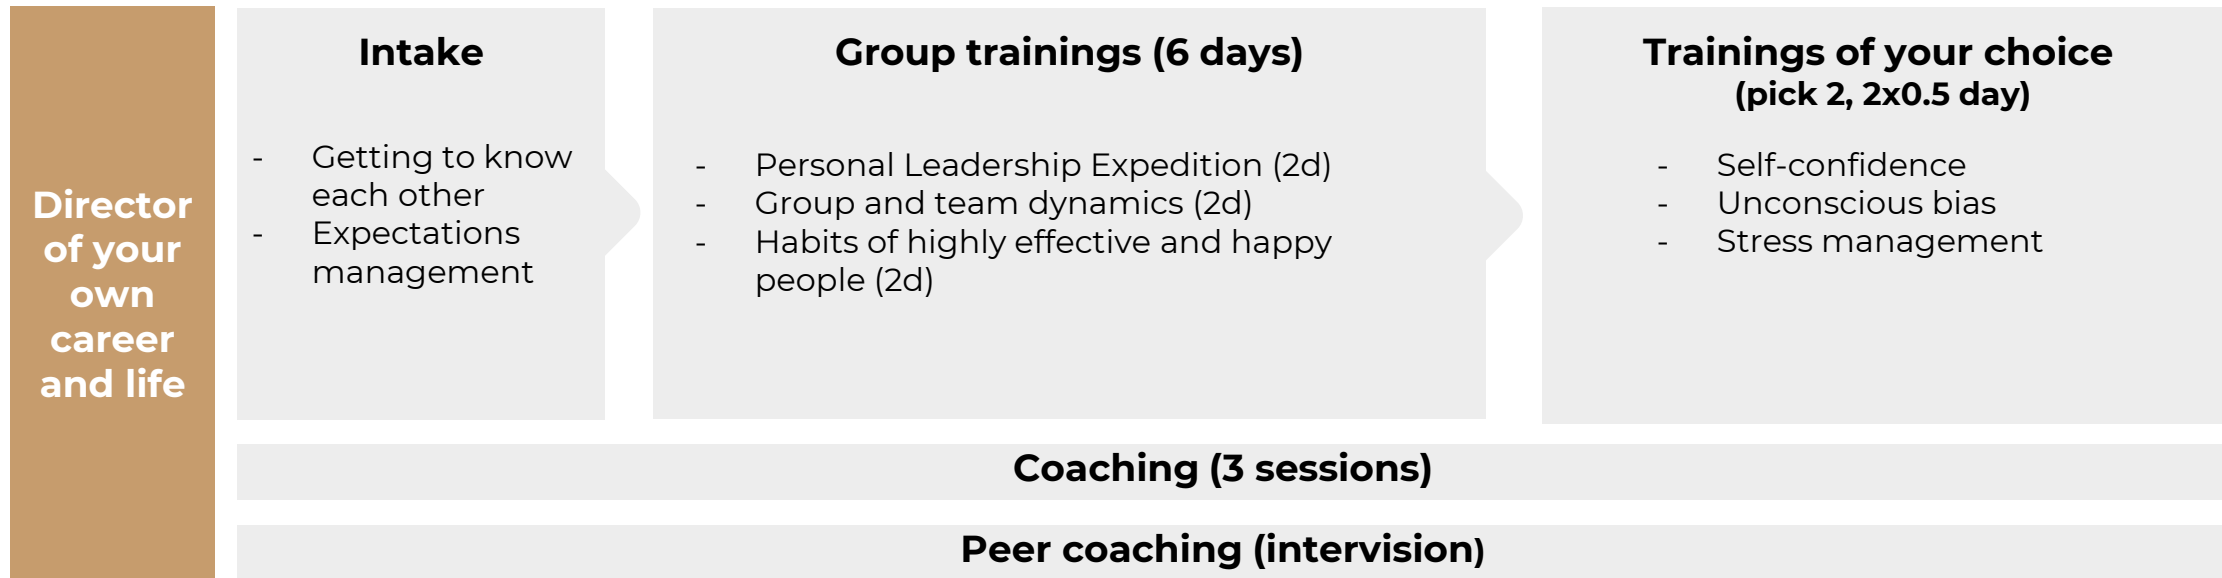 Director
of your
own
career
and life
Intake
- Getting to know
each other
- Expectations
management
Group trainings (6 days)
- Personal Leadership Expedition (2d)
- Group and team dynamics (2d)
- Habits of highly effective and happy
people (2d)
Trainings of your choice
(pick 2, 2x0.5 day)
- Self-confidence
- Unconscious bias
- Stress management
Coaching (3 sessions)
Peer coaching (intervision)